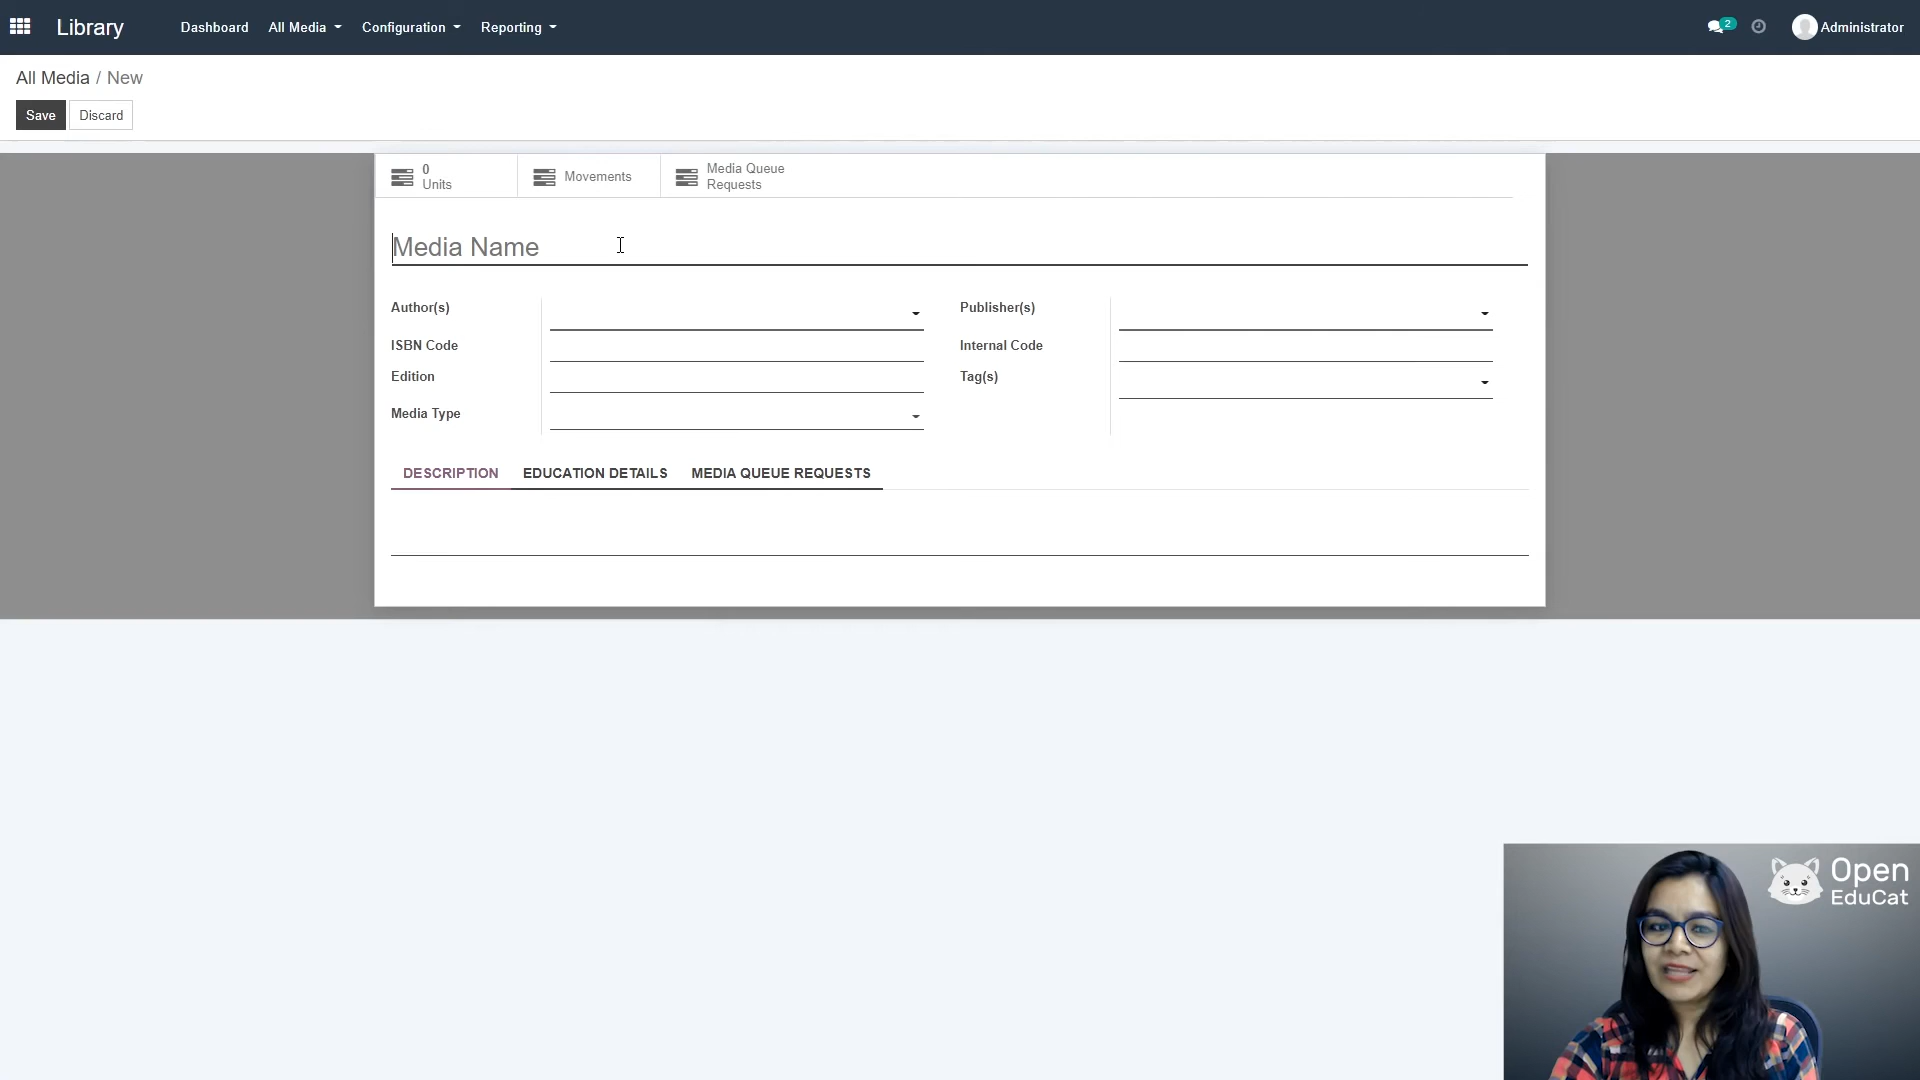 Library
Dashboard
All Media
Configuration
Reporting
2
Administrator
All Media / New
Save
Discard
0
Units
Movements
Media Queue
Requests
Media Name
Author(s)
ISBN Code
Edition
Media Type
Publisher(s)
Internal Code
Tag(s)
DESCRIPTION
EDUCATION DETAILS
MEDIA QUEUE REQUESTS
Open
EduCat